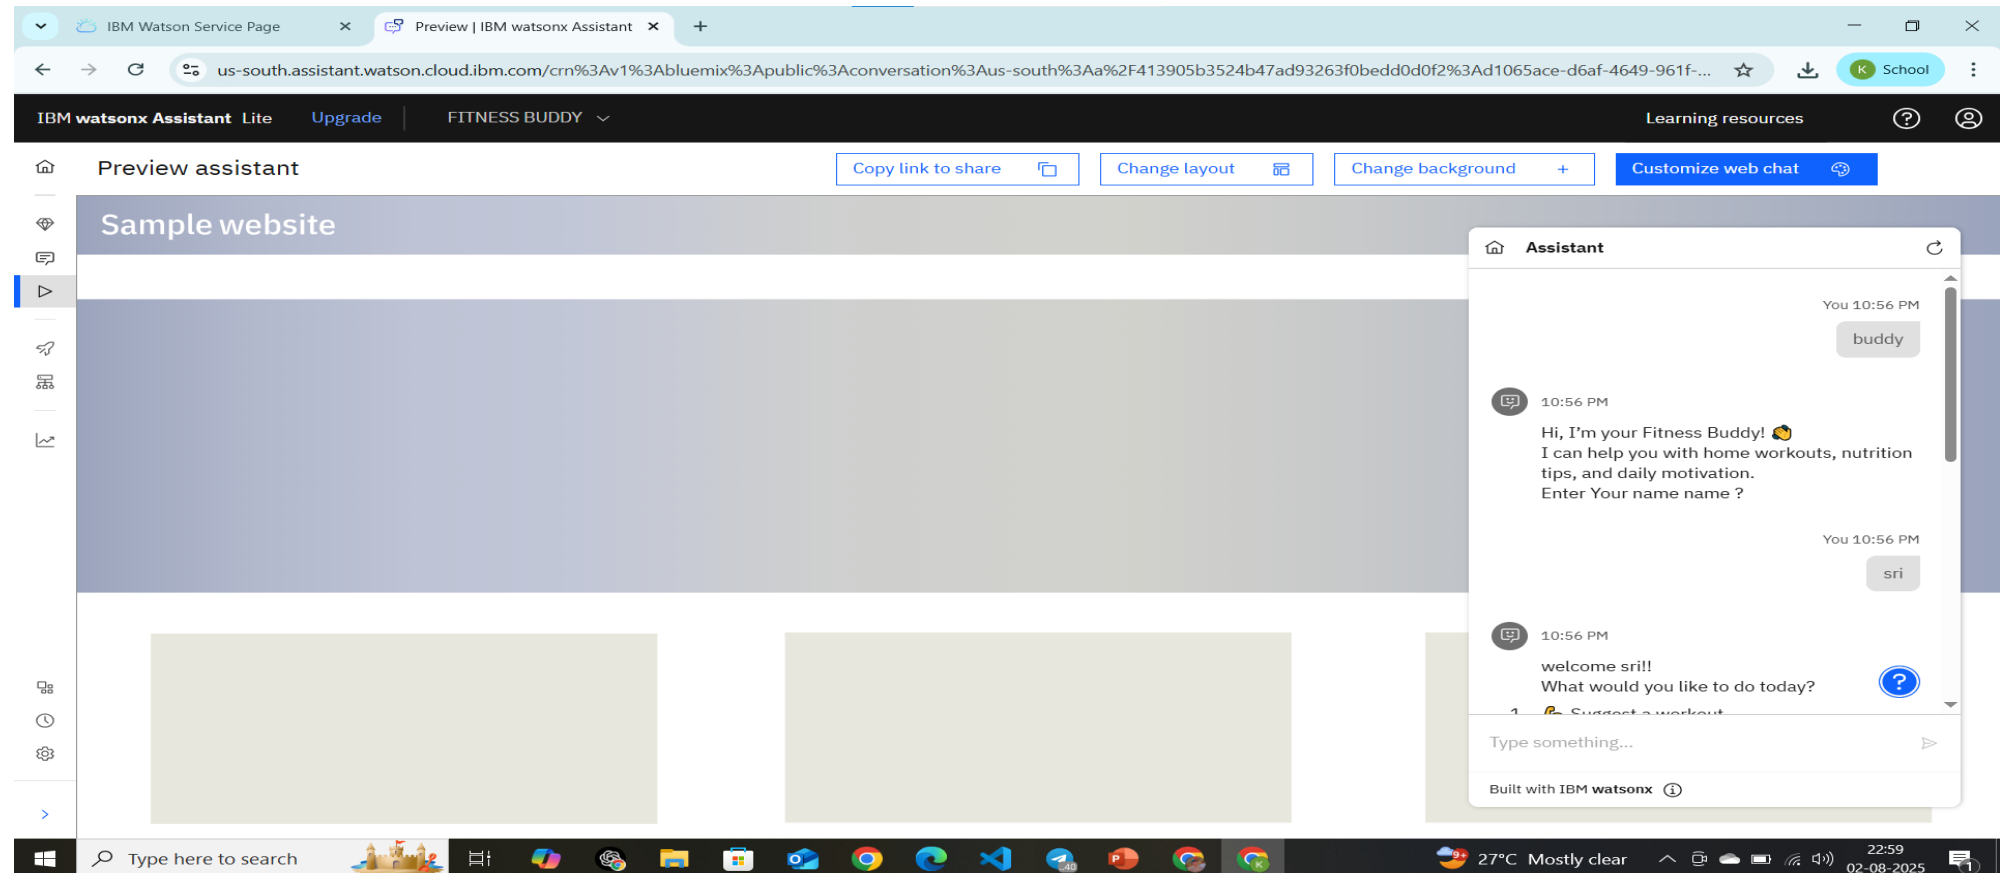 IBM Watson Service Page
Preview | IBM watsonx Assistant
us-south.assistant.watson.cloud.ibm.com/crn%3Av1%3Abluemix%3Apublic%3Aconversation%3Aus-south%3Aa%2F413905b3524b47ad93263f0bedd0d0f2%3Ad1065ace-d6af-4649-961f-...
K School
IBM watsonx Assistant Lite Upgrade FITNESS BUDDY Learning resources
Preview assistant
Copy link to share
Change layout
Change background +
Customize web chat
Sample website
Assistant
You 10:56 PM
buddy
10:56 PM
Hi, I’m your Fitness Buddy! 👋
I can help you with home workouts, nutrition
tips, and daily motivation.
Enter Your name name ?
You 10:56 PM
sri
10:56 PM
welcome sri!!
What would you like to do today?
1. 💪 Suggest a workout
Type something...
Built with IBM watsonx
Type here to search
27°C Mostly clear
22:59
02-08-2025